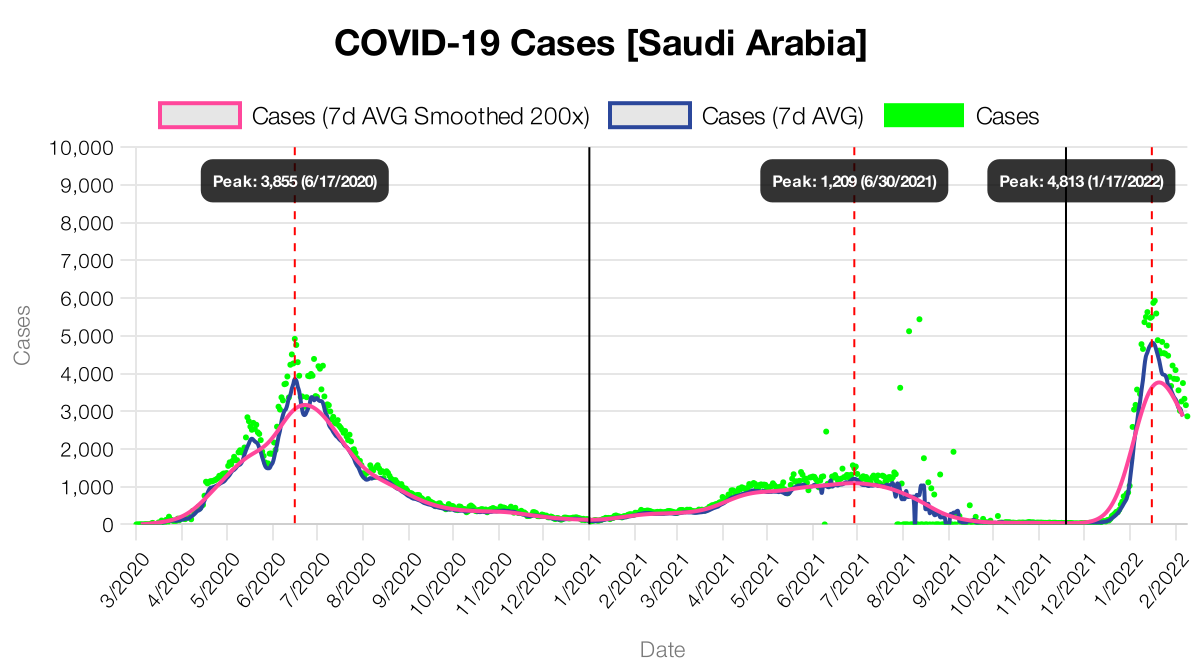 COVID-19 Cases [Saudi Arabia]
Cases (7d AVG Smoothed 200x) Cases (7d AVG) Cases
10,000
Peak: 3,855 (6/17/2020) Peak: 1,209 (6/30/2021) Peak: 4,813 (1/17/2022)
9,000
8,000
7,000
6,000
5,000
4,000
3,000
2,000
1,000
0
Cases
3/2020 4/2020 5/2020 6/2020 7/2020 8/2020 9/2020 10/2020 11/2020 12/2020 1/2021 2/2021 3/2021 4/2021 5/2021 6/2021 7/2021 8/2021 9/2021 10/2021 11/2021 12/2021 1/2022 2/2022
Date